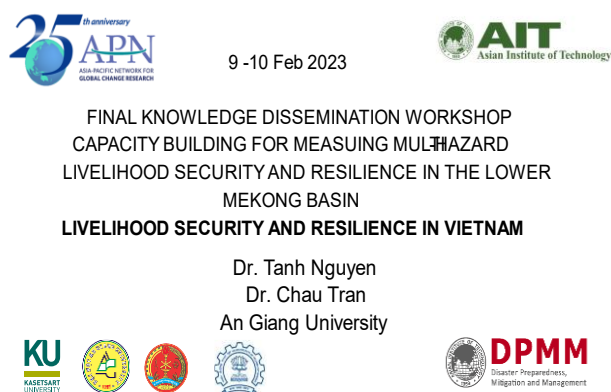 25th anniversary
APN
ASIA-PACIFIC NETWORK FOR
GLOBAL CHANGE RESEARCH
9 -10 Feb 2023
AIT
Asian Institute of Technology
FINAL KNOWLEDGE DISSEMINATION WORKSHOP
CAPACITY BUILDING FOR MEASUING MULTI-HAZARD
LIVELIHOOD SECURITY AND RESILIENCE IN THE LOWER
MEKONG BASIN
LIVELIHOOD SECURITY AND RESILIENCE IN VIETNAM
Dr. Tanh Nguyen
Dr. Chau Tran
An Giang University
KU
KASETSART
UNIVERSITY
DPMM
Disaster Preparedness,
Mitigation and Management